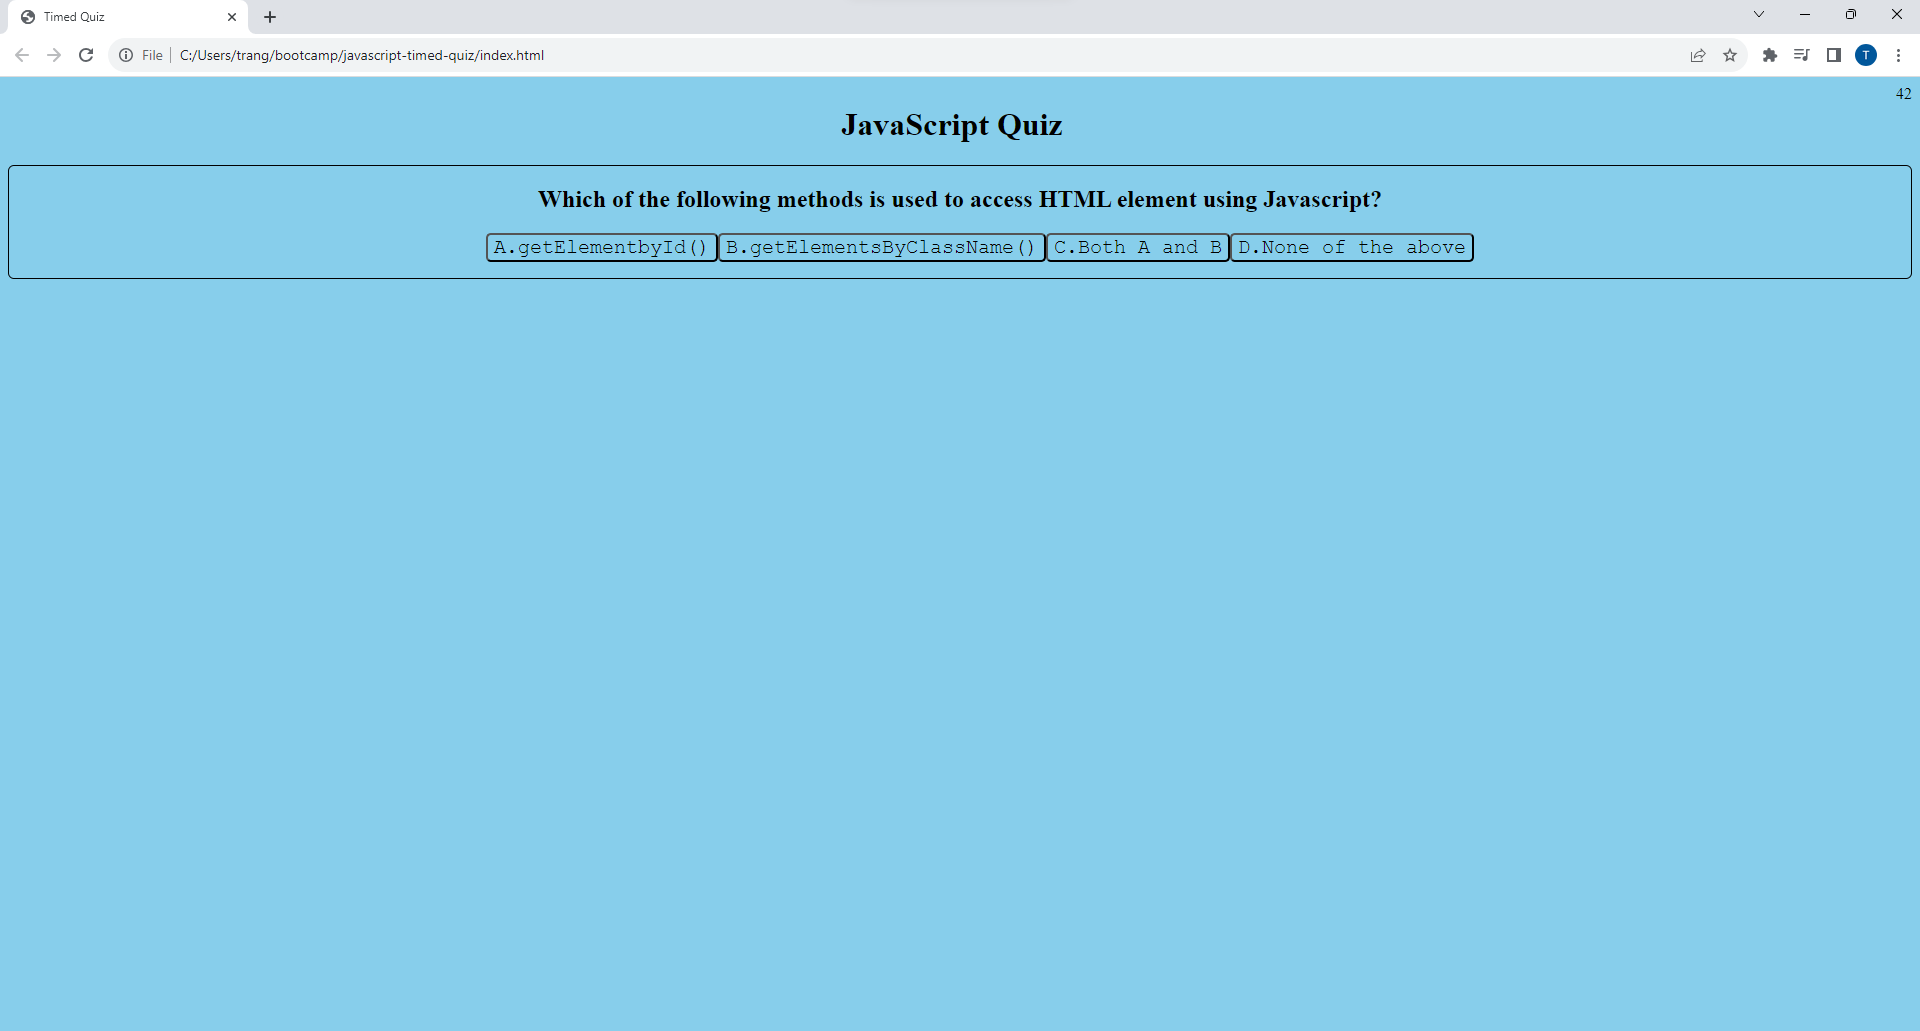 Timed Quiz
File C:/Users/trang/bootcamp/javascript-timed-quiz/index.html
T
42
JavaScript Quiz
Which of the following methods is used to access HTML element using Javascript?
A.getElementbyId() B.getElementsByClassName() C.Both A and B D.None of the above